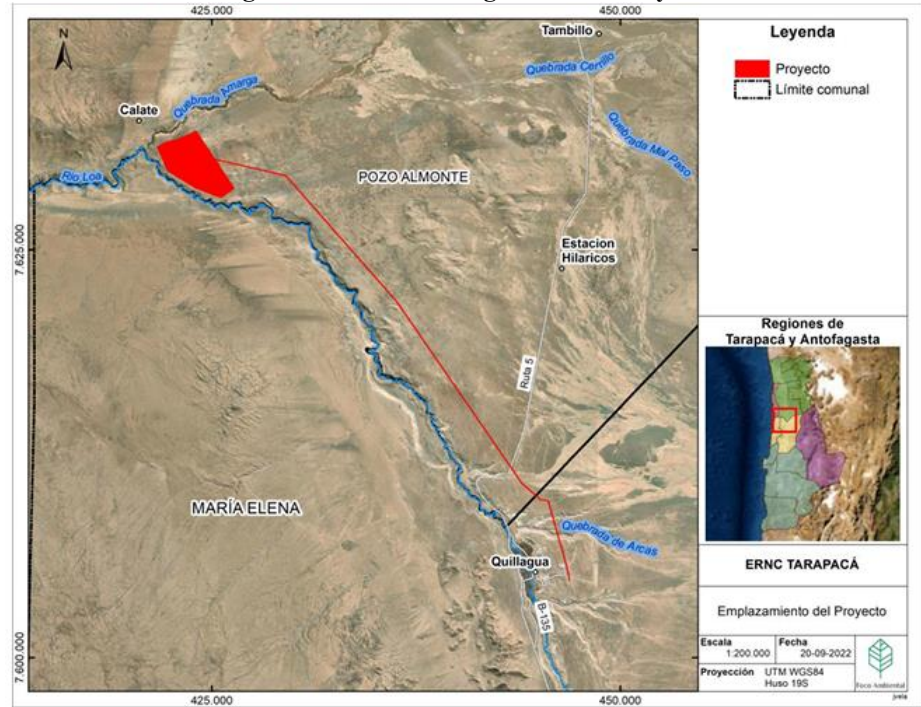 425.000
450.000
N
Tambillo
Quebrada Cerrillo
Quebrada Amarga
Calate
Quebrada Mal Paso
Río Loa
POZO ALMONTE
7.625.000
Estacion
Hilaricos
Ruta 5
MARÍA ELENA
Quebrada de Arcas
Quillagua
B-135
7.600.000
425.000
450.000
Leyenda
Proyecto
Límite comunal
Regiones de
Tarapacá y Antofagasta
ERNC TARAPACÁ
Emplazamiento del Proyecto
Escala
1:200.000
Fecha
20-09-2022
Proyección UTM WGS84
Huso 19S
Foco Ambiental